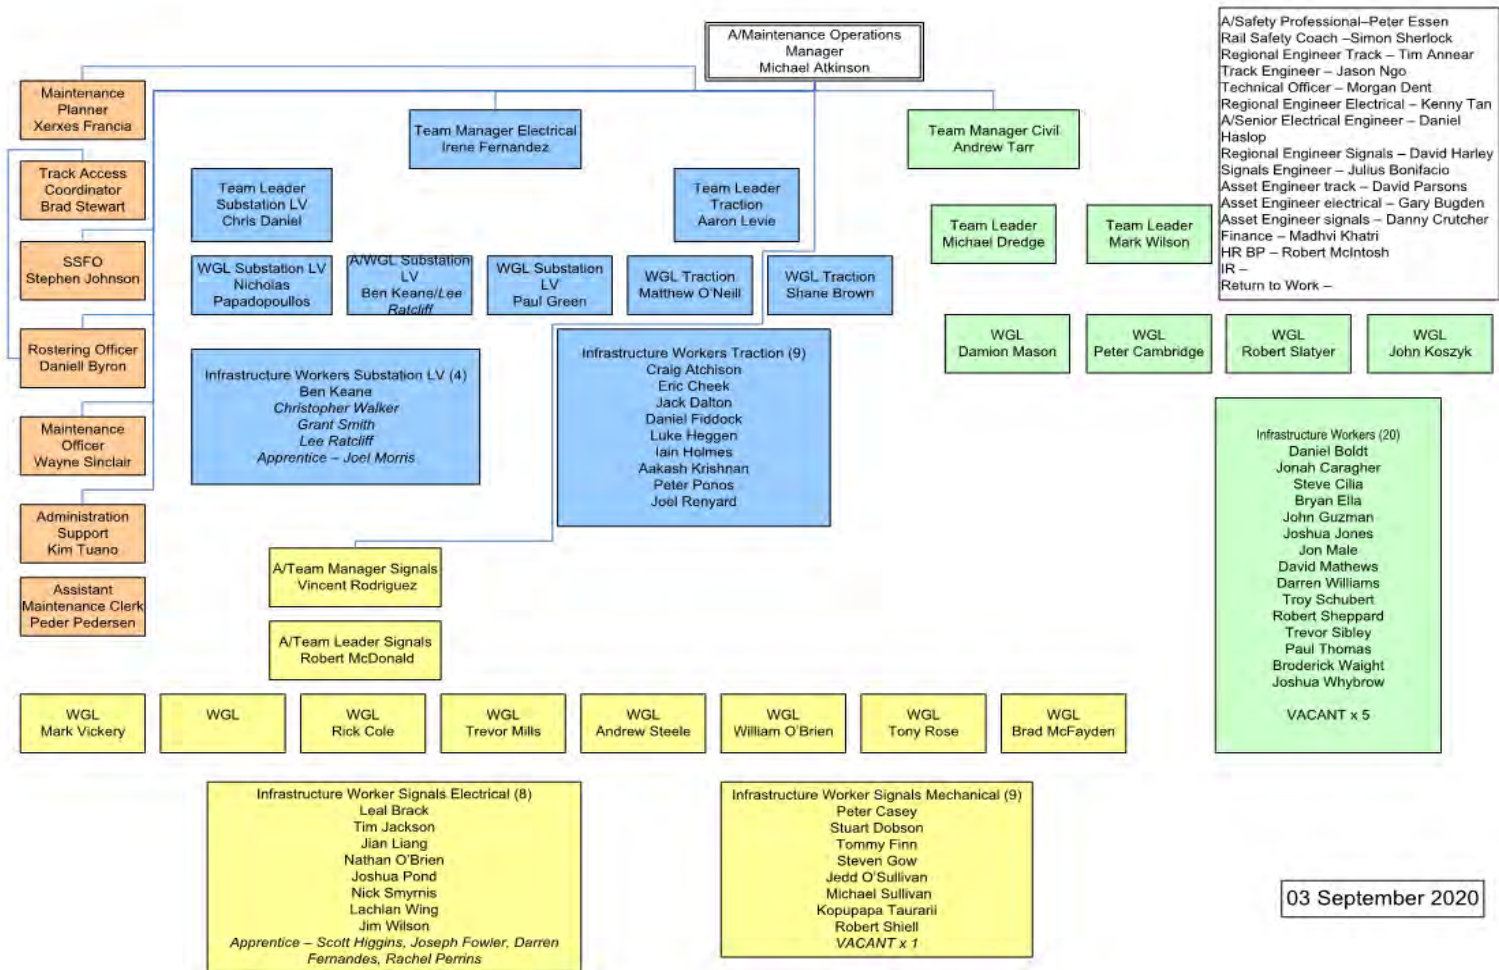 A/Maintenance Operations
Manager
Michael Atkinson
A/Safety Professional–Peter Essen
Rail Safety Coach –Simon Sherlock
Regional Engineer Track – Tim Annear
Track Engineer – Jason Ngo
Technical Officer – Morgan Dent
Regional Engineer Electrical – Kenny Tan
A/Senior Electrical Engineer – Daniel
Haslop
Regional Engineer Signals – David Harley
Signals Engineer – Julius Bonifacio
Asset Engineer track – David Parsons
Asset Engineer electrical – Gary Bugden
Asset Engineer signals – Danny Crutcher
Finance – Madhvi Khatri
HR BP – Robert McIntosh
IR –
Return to Work –
Maintenance
Planner
Xerxes Francia
Track Access
Coordinator
Brad Stewart
SSFO
Stephen Johnson
Rostering Officer
Daniell Byron
Maintenance
Officer
Wayne Sinclair
Administration
Support
Kim Tuano
Assistant
Maintenance Clerk
Peder Pedersen
Team Manager Electrical
Irene Fernandez
Team Leader
Substation LV
Chris Daniel
Team Leader
Traction
Aaron Levie
WGL Substation LV
Nicholas
Papadopoullos
A/WGL Substation
LV
Ben Keane/Lee
Ratcliff
WGL Substation
LV
Paul Green
WGL Traction
Matthew O'Neill
WGL Traction
Shane Brown
Infrastructure Workers Substation LV (4)
Ben Keane
Christopher Walker
Grant Smith
Lee Ratcliff
Apprentice – Joel Morris
Infrastructure Workers Traction (9)
Craig Atchison
Eric Cheek
Jack Dalton
Daniel Fiddock
Luke Heggen
Iain Holmes
Aakash Krishnan
Peter Ponos
Joel Renyard
Team Manager Civil
Andrew Tarr
Team Leader
Michael Dredge
Team Leader
Mark Wilson
WGL
Damion Mason
WGL
Peter Cambridge
WGL
Robert Slatyer
WGL
John Koszyk
Infrastructure Workers (20)
Daniel Boldt
Jonah Caragher
Steve Cilia
Bryan Ella
John Guzman
Joshua Jones
Jon Male
David Mathews
Darren Williams
Troy Schubert
Robert Sheppard
Trevor Sibley
Paul Thomas
Broderick Waight
Joshua Whybrow
VACANT x 5
A/Team Manager Signals
Vincent Rodriguez
A/Team Leader Signals
Robert McDonald
WGL
Mark Vickery
WGL
WGL
Rick Cole
WGL
Trevor Mills
WGL
Andrew Steele
WGL
William O'Brien
WGL
Tony Rose
WGL
Brad McFayden
Infrastructure Worker Signals Electrical (8)
Leal Brack
Tim Jackson
Jian Liang
Nathan O'Brien
Joshua Pond
Nick Smyrnis
Lachlan Wing
Jim Wilson
Apprentice – Scott Higgins, Joseph Fowler, Darren
Fernandes, Rachel Perrins
Infrastructure Worker Signals Mechanical (9)
Peter Casey
Stuart Dobson
Tommy Finn
Steven Gow
Jedd O'Sullivan
Michael Sullivan
Kopupapa Taurarii
Robert Shiell
VACANT x 1
03 September 2020